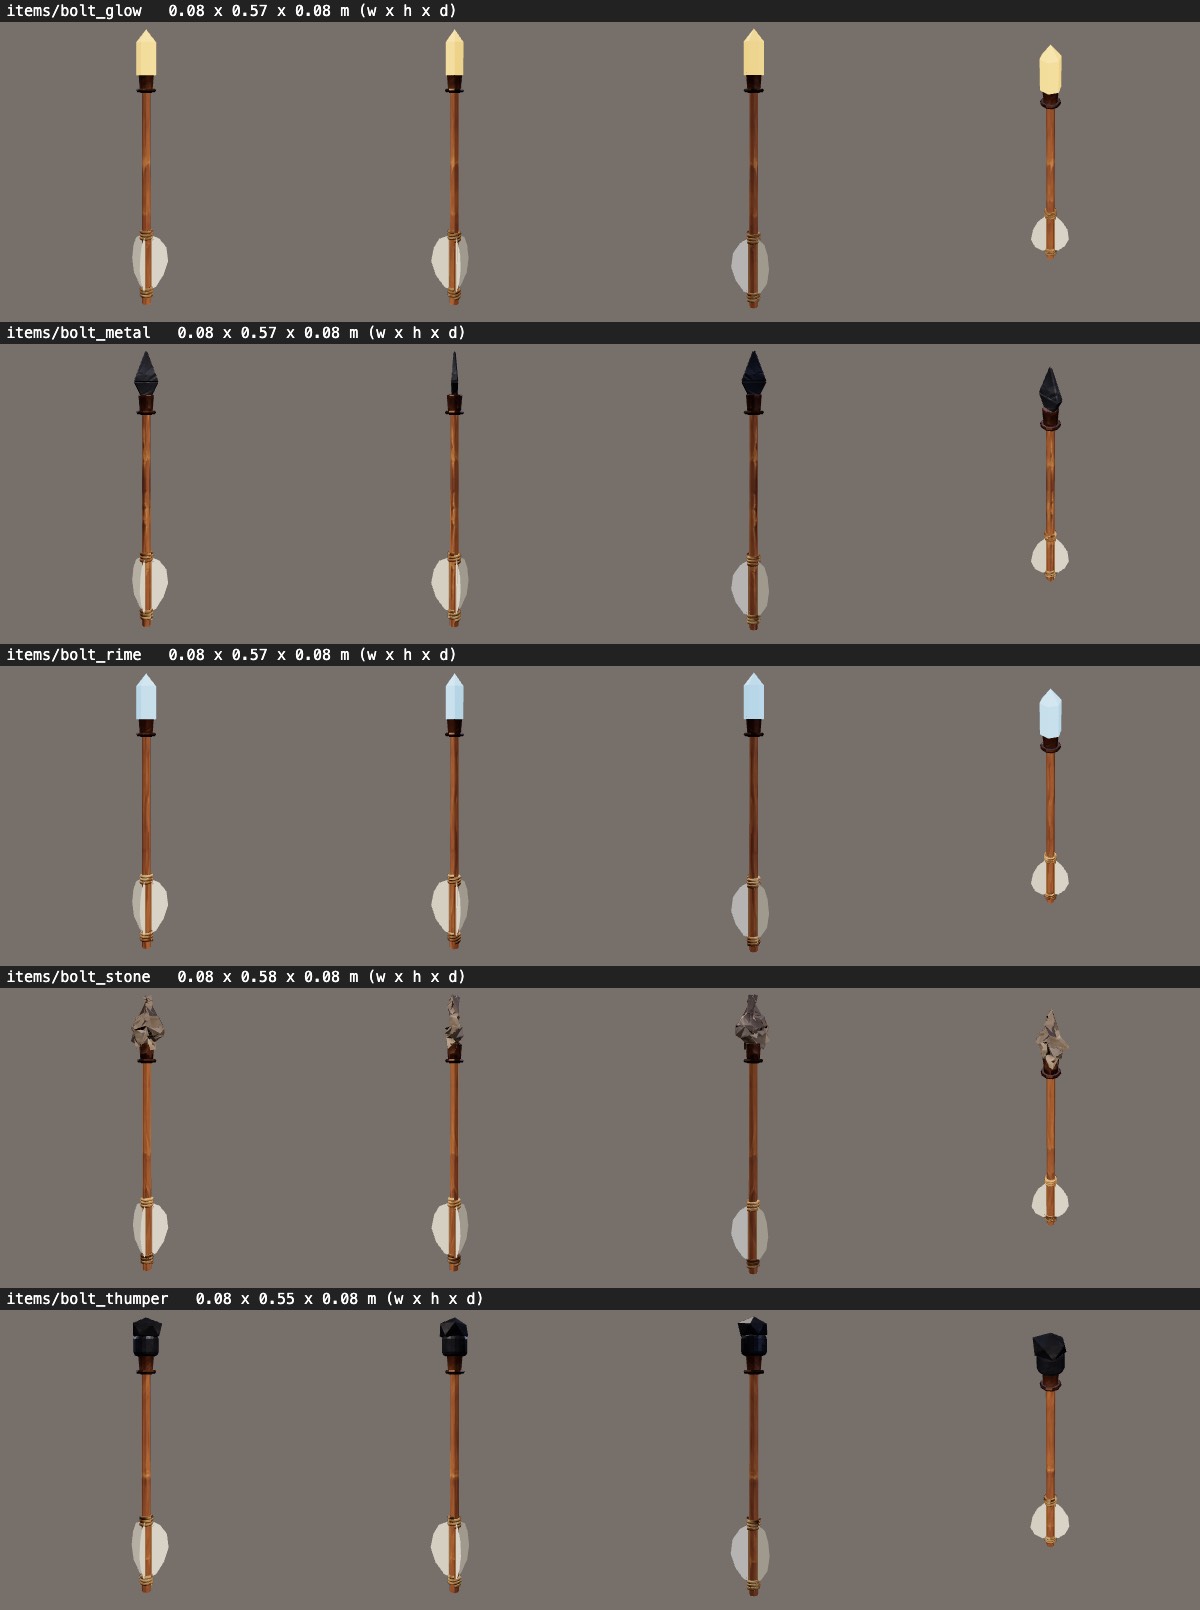 items/bolt_glow   0.08 x 0.57 x 0.08 m (w x h x d)
items/bolt_metal   0.08 x 0.57 x 0.08 m (w x h x d)
items/bolt_rime   0.08 x 0.57 x 0.08 m (w x h x d)
items/bolt_stone   0.08 x 0.58 x 0.08 m (w x h x d)
items/bolt_thumper   0.08 x 0.55 x 0.08 m (w x h x d)